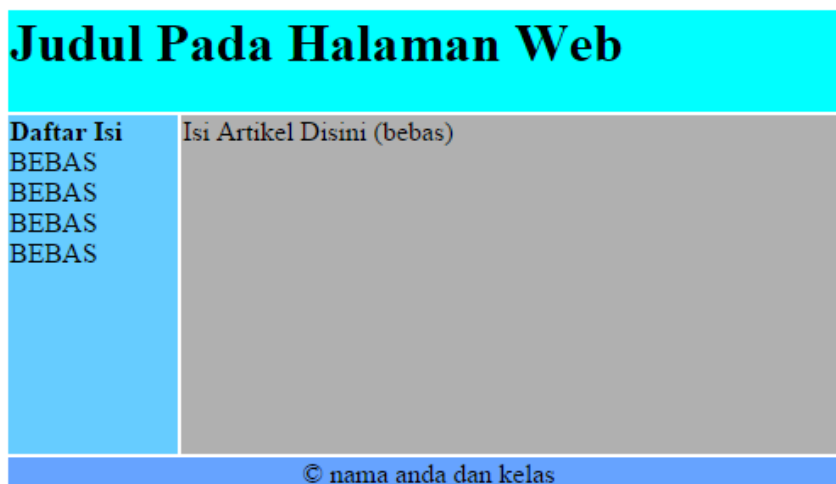 Judul Pada Halaman Web
Daftar Isi
BEBAS
BEBAS
BEBAS
BEBAS
Isi Artikel Disini (bebas)
© nama anda dan kelas